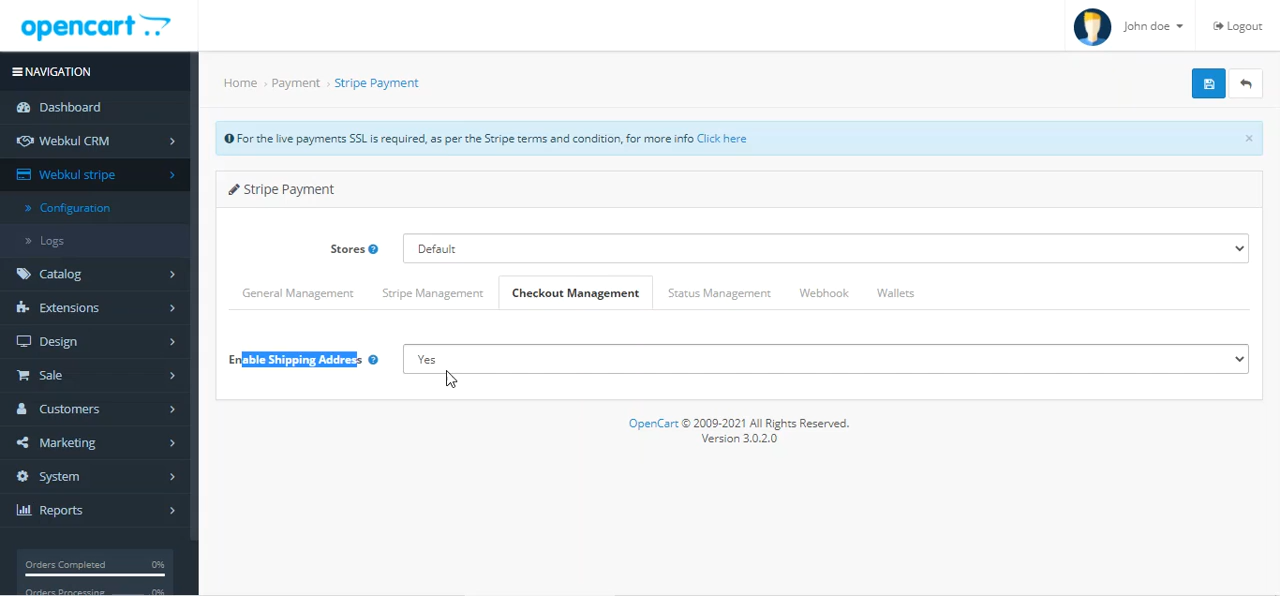 opencart
John doe
Logout
NAVIGATION
Home › Payment › Stripe Payment
Dashboard
For the live payments SSL is required, as per the Stripe terms and condition, for more info Click here
×
Webkul CRM
Webkul stripe
Stripe Payment
» Configuration
» Logs
Stores
Default
Catalog
General Management
Stripe Management
Checkout Management
Status Management
Webhook
Wallets
Extensions
Design
Enable Shipping Address
Yes
Sale
Customers
OpenCart © 2009-2021 All Rights Reserved.
Version 3.0.2.0
Marketing
System
Reports
Orders Completed 0%
Orders Processing 0%